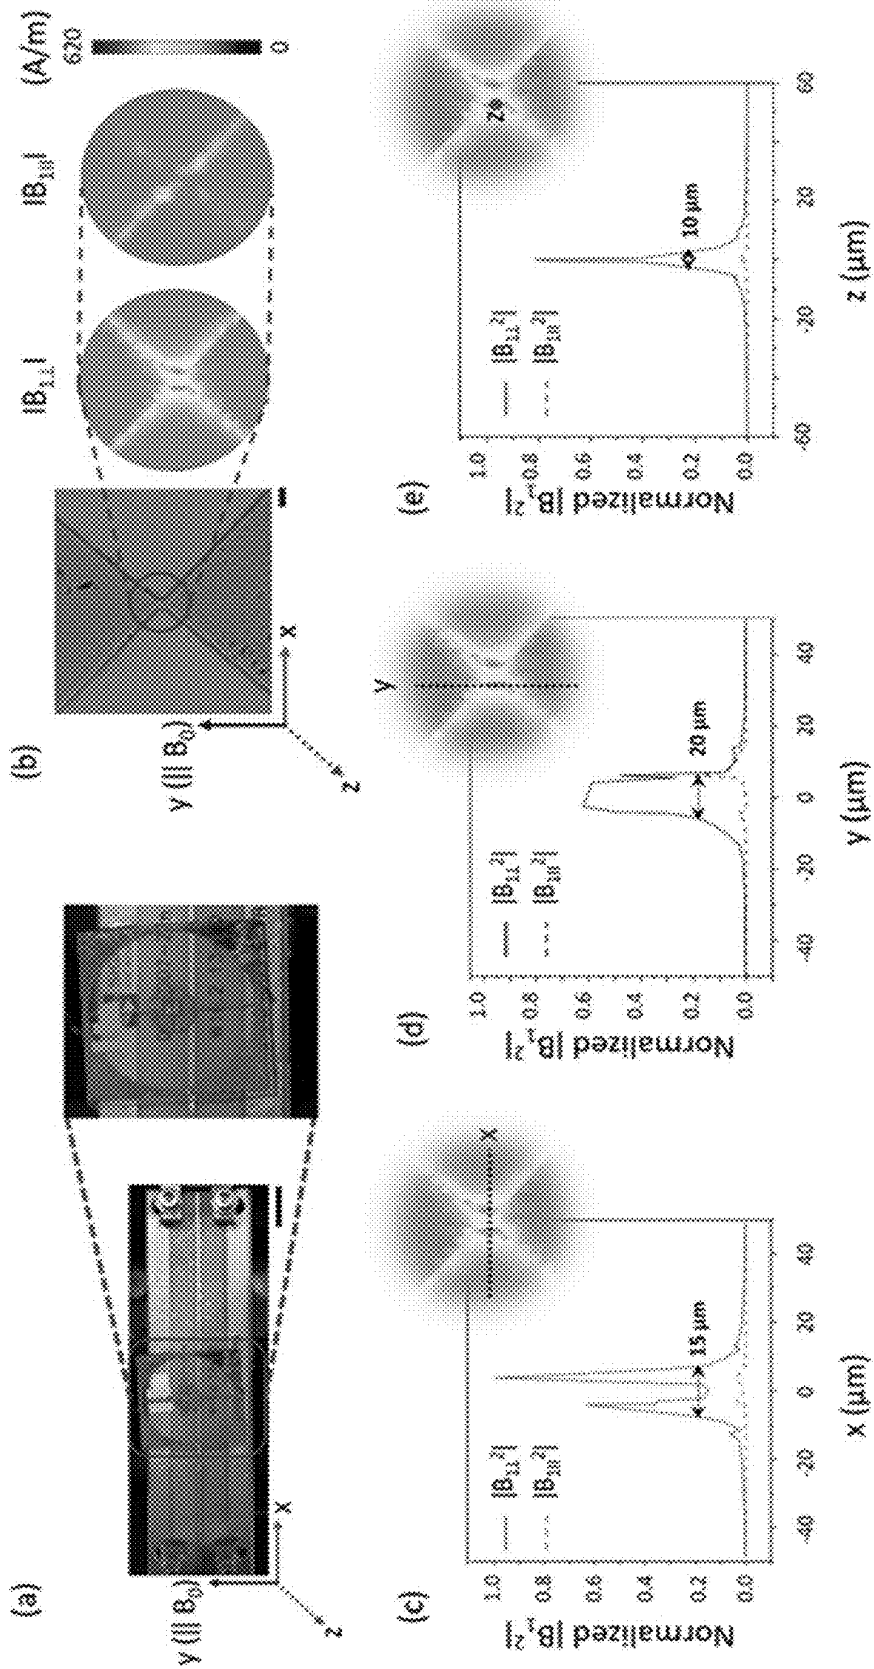 (a)
y (|| B₀)
x
z
(b)
y (|| B₀)
x
z
|B₁⊥|
|B₁∥|
(A/m)
620
0
(c)
Normalized |B₁²|
1.0
0.8
0.6
0.4
0.2
0.0
|B₁⊥²|
|B₁∥²|
15 μm
x
-40
-20
0
20
40
x (μm)
(d)
Normalized |B₁²|
1.0
0.8
0.6
0.4
0.2
0.0
|B₁⊥²|
|B₁∥²|
20 μm
y
-40
-20
0
20
40
y (μm)
(e)
Normalized |B₁²|
1.0
0.8
0.6
0.4
0.2
0.0
|B₁⊥²|
|B₁∥²|
10 μm
z
-60
-20
20
60
z (μm)